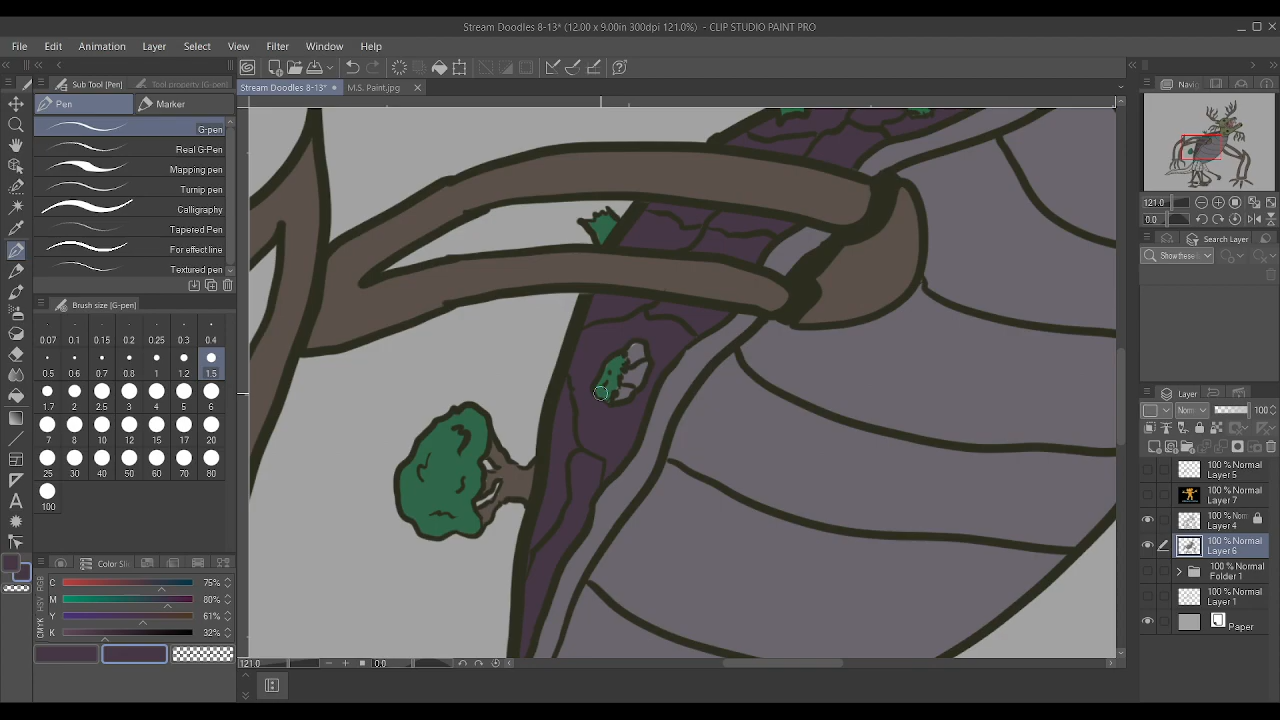 Stream Doodles 8-13* (12.00 x 9.00in 300dpi 121.0%) - CLIP STUDIO PAINT PRO
File Edit Animation Layer Select View Filter Window Help
Sub Tool [Pen] Tool property [G-pen] Navig
Stream Doodles 8-13* M.S. Paint.jpg
Pen Marker
G-pen
Real G-Pen
Mapping pen
Turnip pen
Calligraphy
Tapered Pen
For effect line
Textured pen
Brush size [G-pen]
0.07 0.1 0.15 0.2 0.25 0.3 0.4
0.5 0.6 0.7 0.8 1 1.2 1.5
1.7 2 2.5 3 4 5 6
7 8 10 12 15 17 20
25 30 40 50 60 70 80
100
Color Sli
C 75%
M 80%
Y 61%
K 32%
RGB
HSV
CMYK
121.0 0.0
121.0
0.0
Search Layer
Show these
Layer
Norm 100
100 % Normal
Layer 5
100 % Normal
Layer 7
100 % Normal
Layer 4
100 % Normal
Layer 6
100 % Normal
Folder 1
100 % Normal
Layer 1
Paper